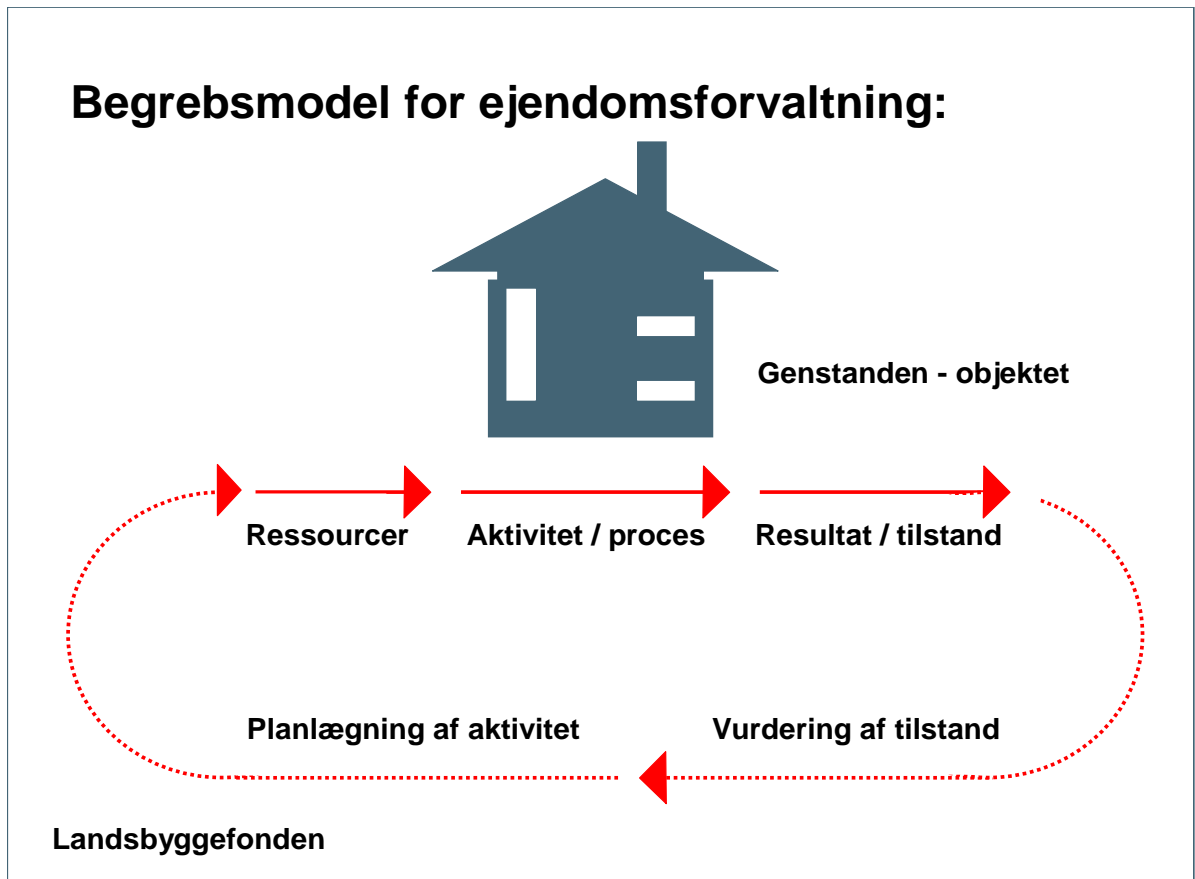 Begrebsmodel for ejendomsforvaltning:
Genstanden - objektet
Ressourcer
Aktivitet / proces
Resultat / tilstand
Planlægning af aktivitet
Vurdering af tilstand
Landsbyggefonden